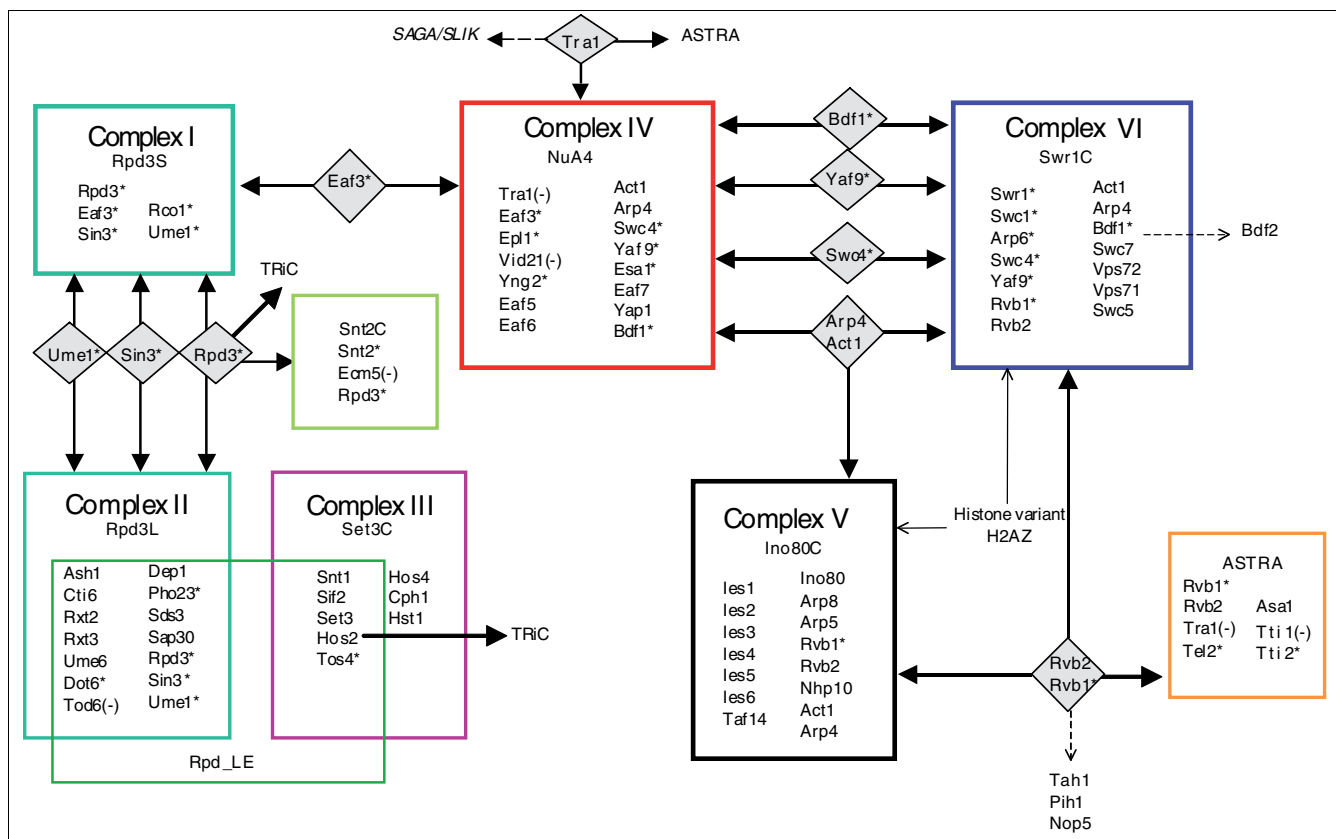 SAGA/SLIK
Tra1
ASTRA
Complex I
Rpd3S
Rpd3*
Eaf3*
Sin3*
Rco1*
Ume1*
Eaf3*
Complex IV
NuA4
Tra1(-)
Eaf3*
Epl1*
Vid21(-)
Yng2*
Eaf5
Eaf6
Act1
Arp4
Swc4*
Yaf9*
Esa1*
Eaf7
Yap1
Bdf1*
Bdf1*
Yaf9*
Swc4*
Arp4
Act1
Complex VI
Swr1C
Swr1*
Swc1*
Arp6*
Swc4*
Yaf9*
Rvb1*
Rvb2
Act1
Arp4
Bdf1*
Swc7
Vps72
Vps71
Swc5
Bdf2
TRiC
Ume1*
Sin3*
Rpd3*
Snt2C
Snt2*
Ecm5(-)
Rpd3*
Complex II
Rpd3L
Ash1
Cti6
Rxt2
Rxt3
Ume6
Dot6*
Tod6(-)
Dep1
Pho23*
Sds3
Sap30
Rpd3*
Sin3*
Ume1*
Complex III
Set3C
Snt1
Sif2
Set3
Hos2
Tos4*
Hos4
Cph1
Hst1
TRiC
Rpd_LE
Complex V
Ino80C
Ies1
Ies2
Ies3
Ies4
Ies5
Ies6
Taf14
Ino80
Arp8
Arp5
Rvb1*
Rvb2
Nhp10
Act1
Arp4
Histone variant
H2AZ
Rvb2
Rvb1*
ASTRA
Rvb1*
Rvb2
Tra1(-)
Tel2*
Asa1
Tti1(-)
Tti2*
Tah1
Pih1
Nop5